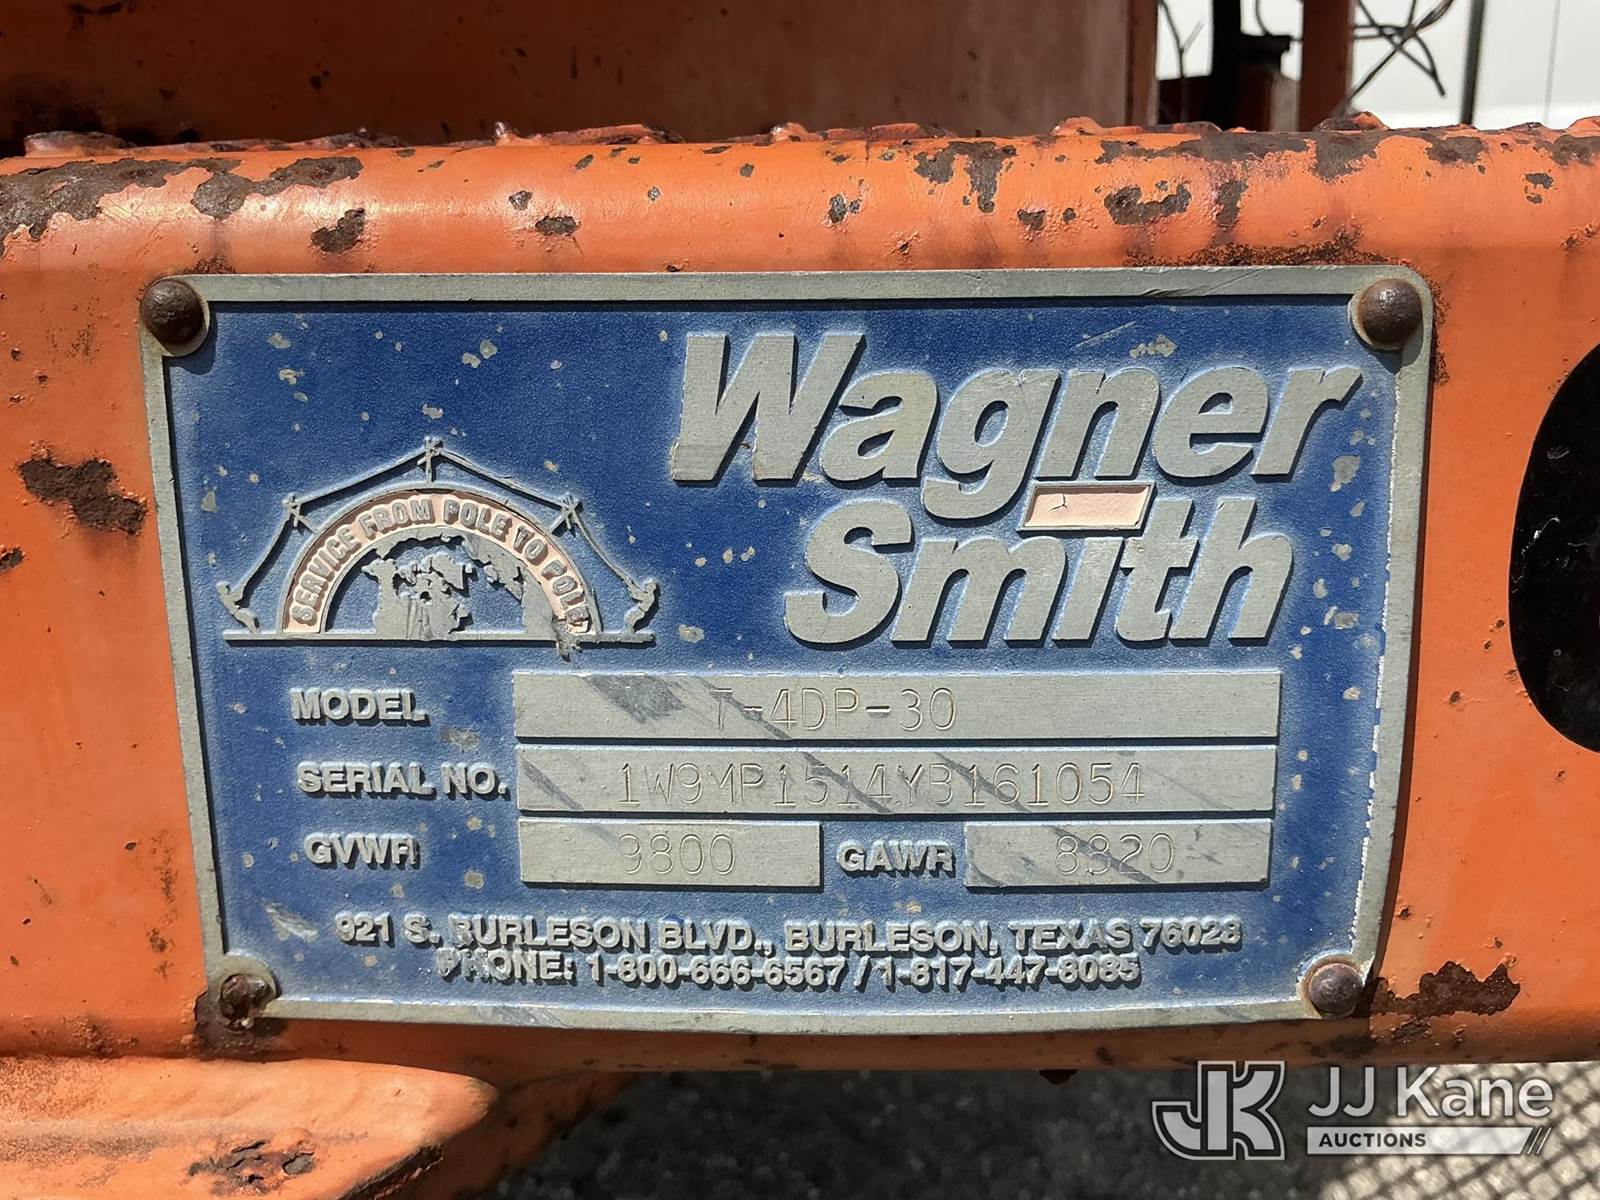 Wagner
Smith
SERVICE FROM POLE TO POLE
MODEL T-4DP-30
SERIAL NO. 1W9MP1514YB161054
GVWR 9800 GAWR 8820
921 S. BURLESON BLVD., BURLESON, TEXAS 76028
PHONE: 1-800-666-6567 / 1-817-447-8085
JK JJ Kane
AUCTIONS